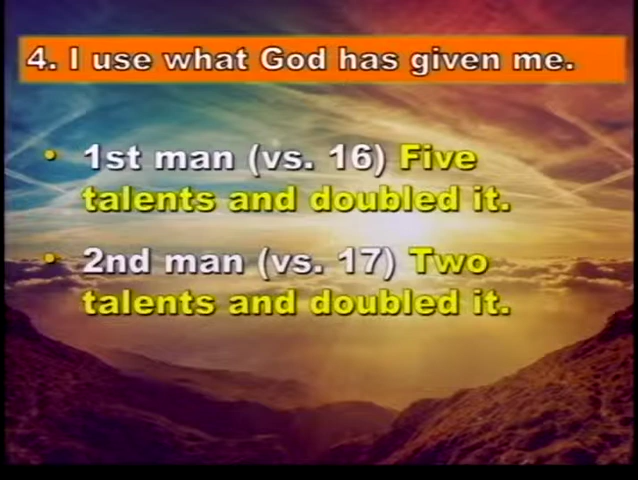 4. I use what God has given me.
• 1st man (vs. 16) Five
talents and doubled it.
• 2nd man (vs. 17) Two
talents and doubled it.